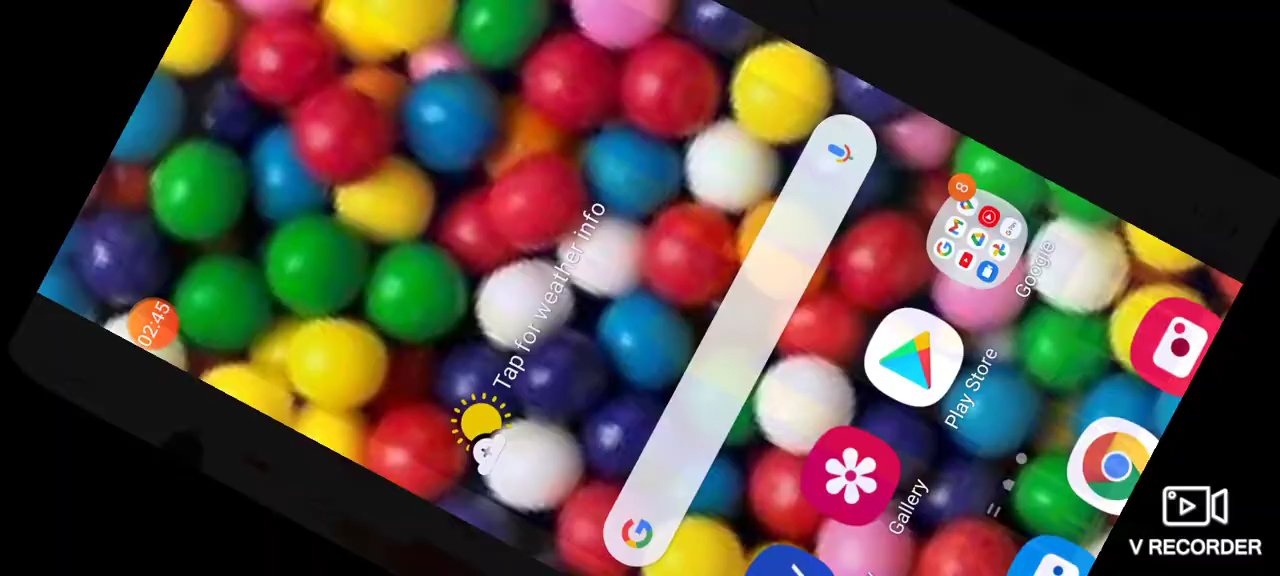 02:45
Tap for weather info
8
Google
Play Store
Gallery
V RECORDER